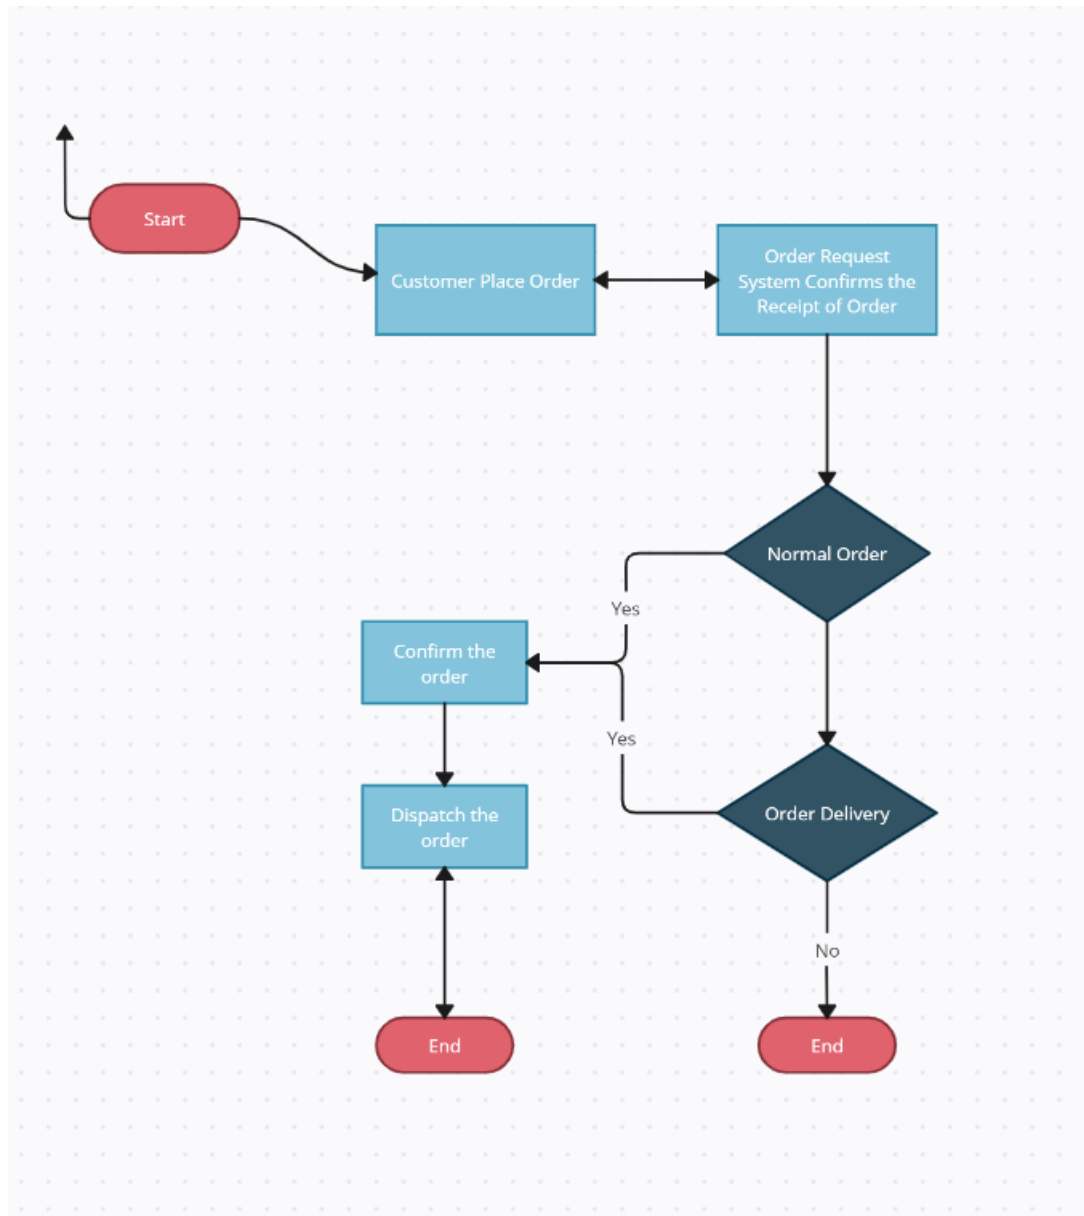 Start
Customer Place Order
Order Request
System Confirms the
Receipt of Order
Normal Order
Yes
Confirm the
order
Yes
Dispatch the
order
Order Delivery
No
End
End